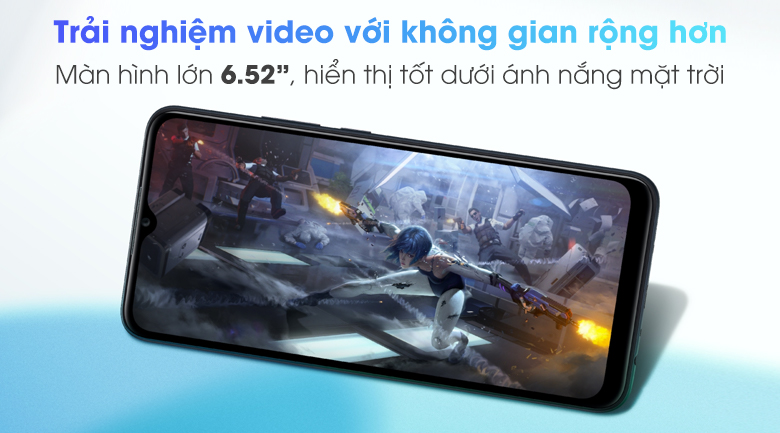 Trải nghiệm video với không gian rộng hơn
Màn hình lớn 6.52”, hiển thị tốt dưới ánh nắng mặt trời